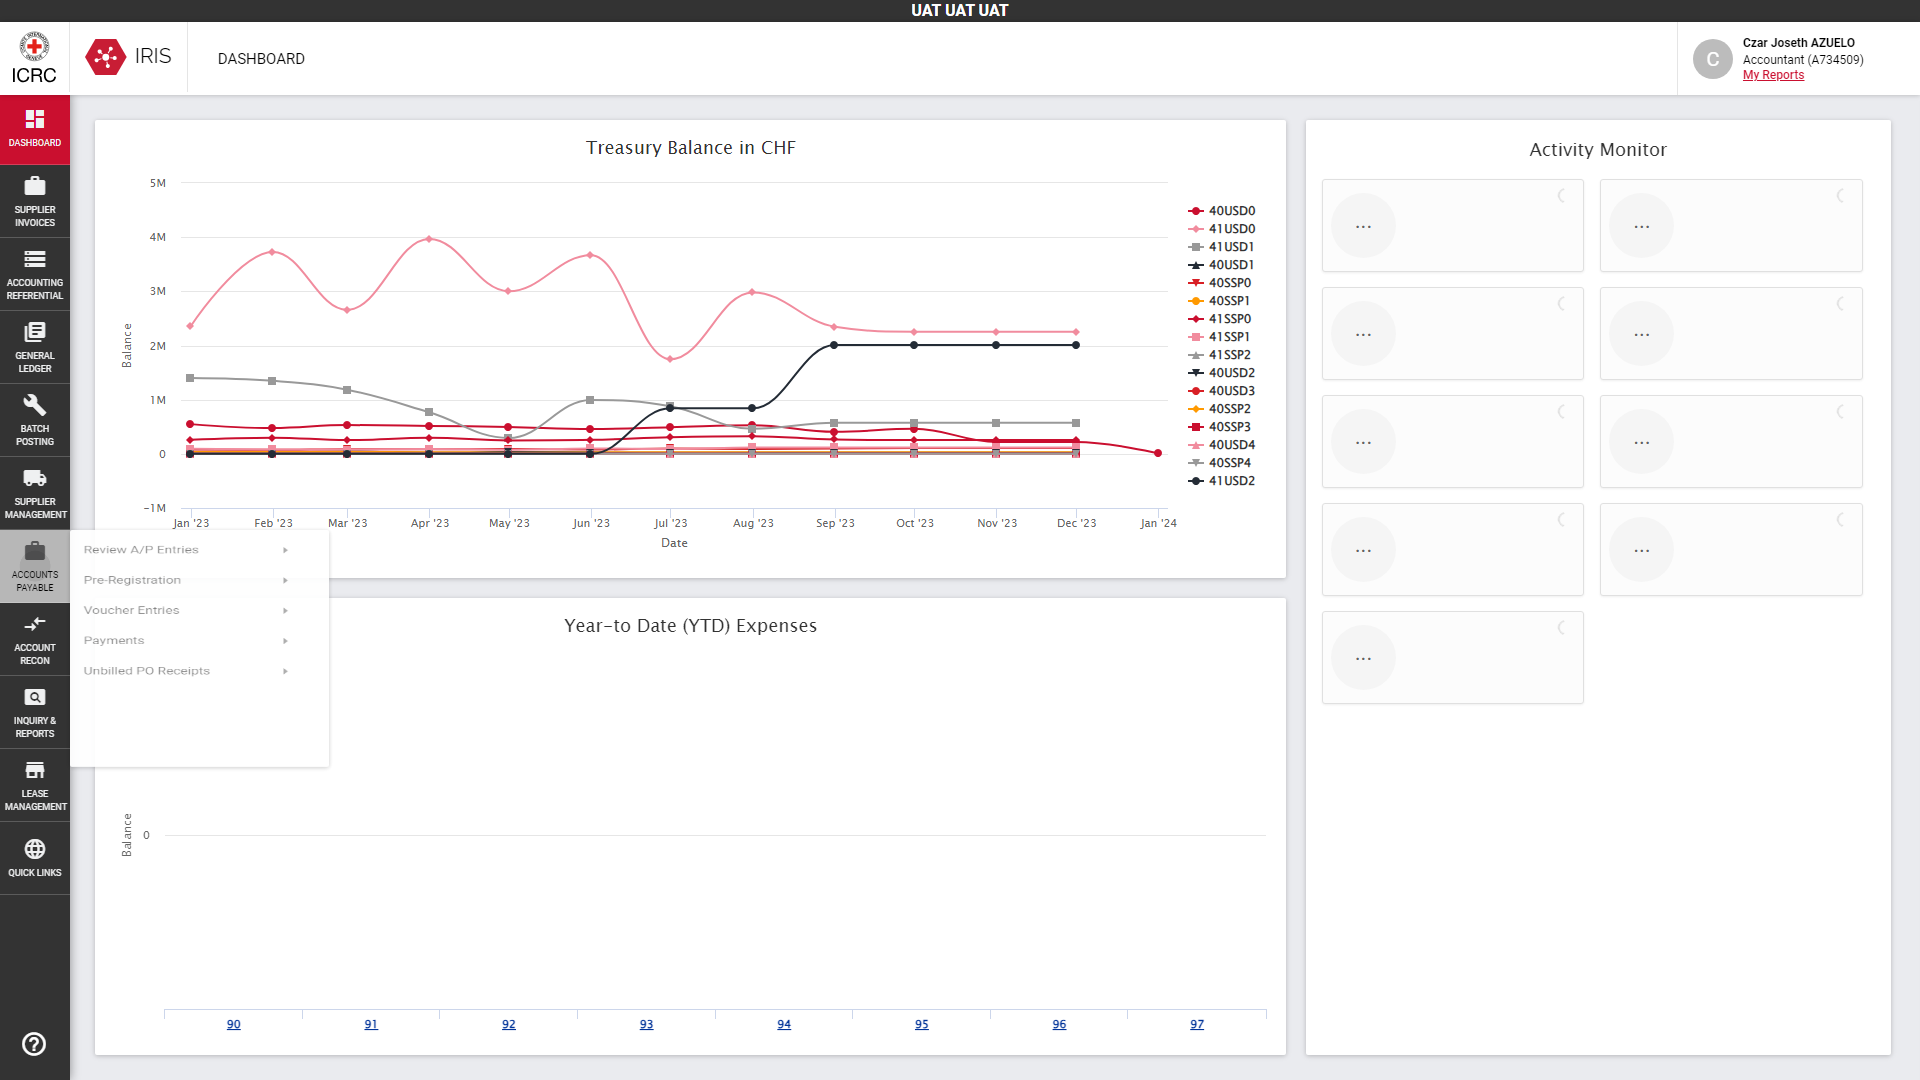 UAT UAT UAT
ICRC
IRIS
DASHBOARD
C
Czar Joseth AZUELO
Accountant (A734509)
My Reports
DASHBOARD
SUPPLIER
INVOICES
ACCOUNTING
REFERENTIAL
GENERAL
LEDGER
BATCH
POSTING
SUPPLIER
MANAGEMENT
ACCOUNTS
PAYABLE
ACCOUNT
RECON
INQUIRY &
REPORTS
LEASE
MANAGEMENT
QUICK LINKS
Review A/P Entries
Pre-Registration
Voucher Entries
Payments
Unbilled PO Receipts
Treasury Balance in CHF
Balance
5M
4M
3M
2M
1M
0
-1M
Jan '23
Feb '23
Mar '23
Apr '23
May '23
Jun '23
Jul '23
Aug '23
Sep '23
Oct '23
Nov '23
Dec '23
Jan '24
Date
40USD0
41USD0
41USD1
40USD1
40SSP0
40SSP1
41SSP0
41SSP1
41SSP2
40USD2
40USD3
40SSP2
40SSP3
40USD4
40SSP4
41USD2
Year-to Date (YTD) Expenses
Balance
0
90
91
92
93
94
95
96
97
Activity Monitor
...
...
...
...
...
...
...
...
...